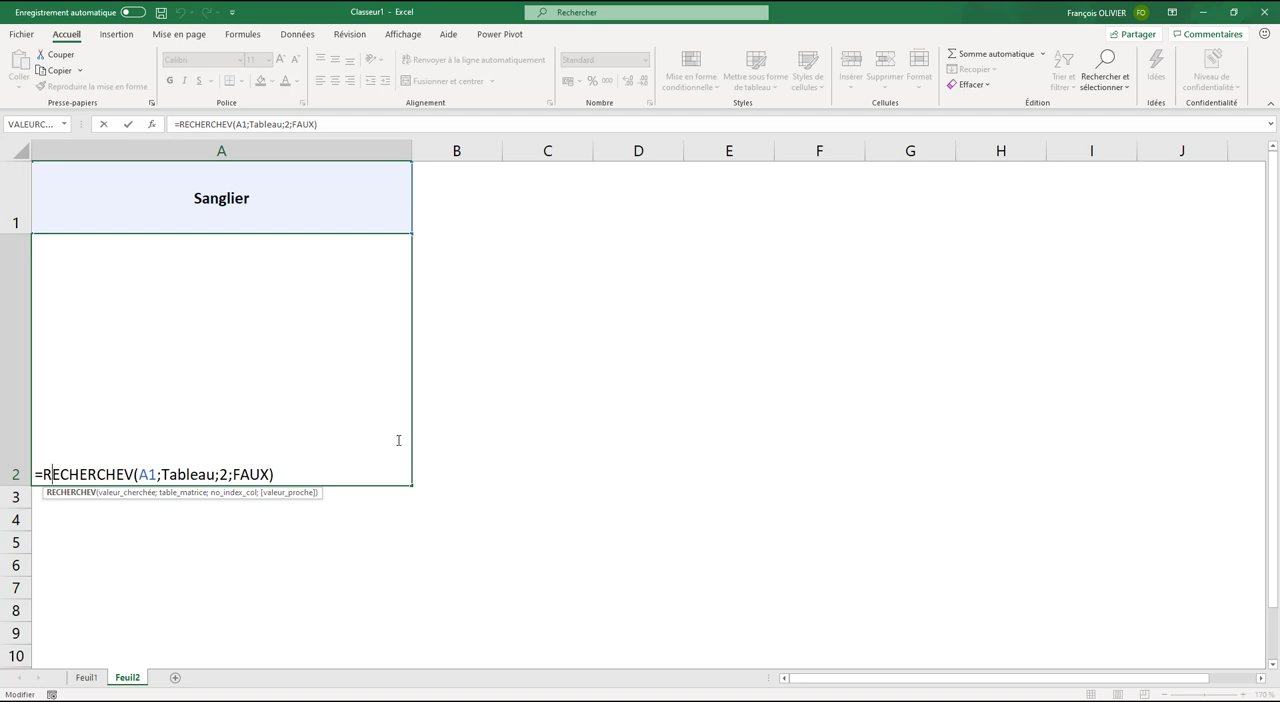 Enregistrement automatique
Classeur1 - Excel
Rechercher
François OLIVIER
FO
Fichier Accueil Insertion Mise en page Formules Données Révision Affichage Aide Power Pivot
Partager
Commentaires
Coller
Couper
Copier
Reproduire la mise en forme
Presse-papiers
Calibri
11
G I S
Police
Renvoyer à la ligne automatiquement
Fusionner et centrer
Alignement
Standard
% 000
Nombre
Mise en forme conditionnelle
Mettre sous forme de tableau
Styles de cellules
Styles
Insérer
Supprimer
Format
Cellules
Somme automatique
Recopier
Effacer
Trier et filtrer
Rechercher et sélectionner
Édition
Idées
Idées
Niveau de confidentialité
Confidentialité
VALEURC...
fx
=RECHERCHEV(A1;Tableau;2;FAUX)
A B C D E F G H I J
1
Sanglier
2
=RECHERCHEV(A1;Tableau;2;FAUX)
RECHERCHEV(valeur_cherchée; table_matrice; no_index_col; [valeur_proche])
3
4
5
6
7
8
9
10
Feuil1
Feuil2
Modifier
170 %